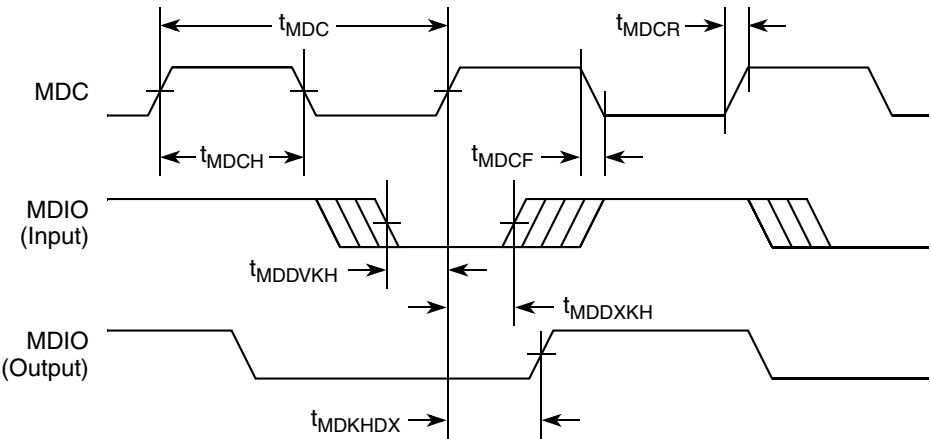 tMDC
tMDCR
MDC
tMDCH
tMDCF
MDIO
(Input)
tMDDVKH
tMDDXKH
MDIO
(Output)
tMDKHDX